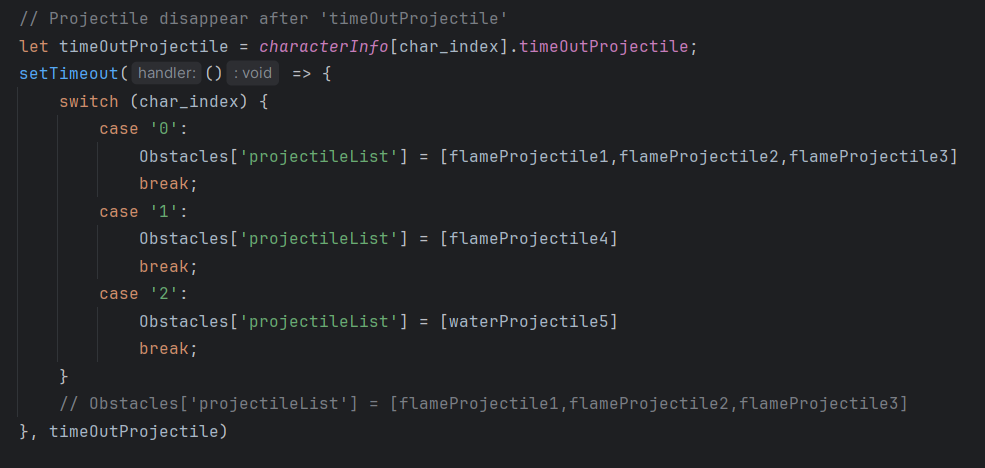 // Projectile disappear after 'timeOutProjectile'
let timeOutProjectile = characterInfo[char_index].timeOutProjectile;
setTimeout( handler: () : void => {
    switch (char_index) {
        case '0':
            Obstacles['projectileList'] = [flameProjectile1,flameProjectile2,flameProjectile3]
            break;
        case '1':
            Obstacles['projectileList'] = [flameProjectile4]
            break;
        case '2':
            Obstacles['projectileList'] = [waterProjectile5]
            break;
    }
    // Obstacles['projectileList'] = [flameProjectile1,flameProjectile2,flameProjectile3]
}, timeOutProjectile)